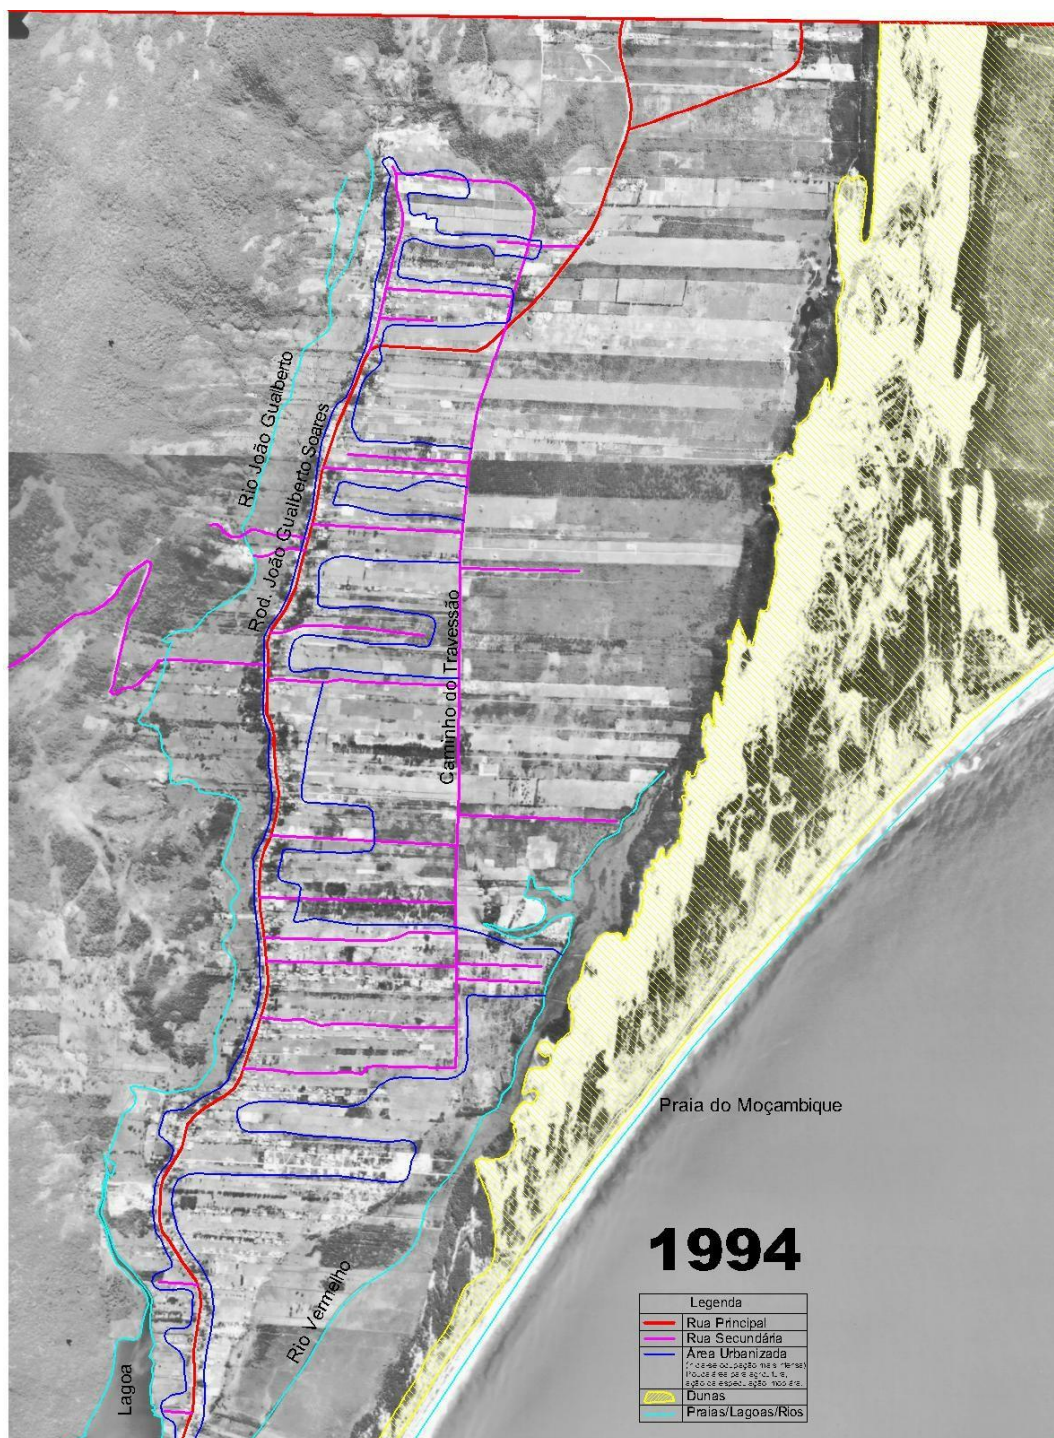 Rio João Gualberto
Rod. João Gualberto Soares
Caminho do Travessão
Praia do Moçambique
1994
Rio Vermelho
Lagoa
Legenda
Rua Principal
Rua Secundária
Área Urbanizada
Dunas
Praias/Lagoas/Rios